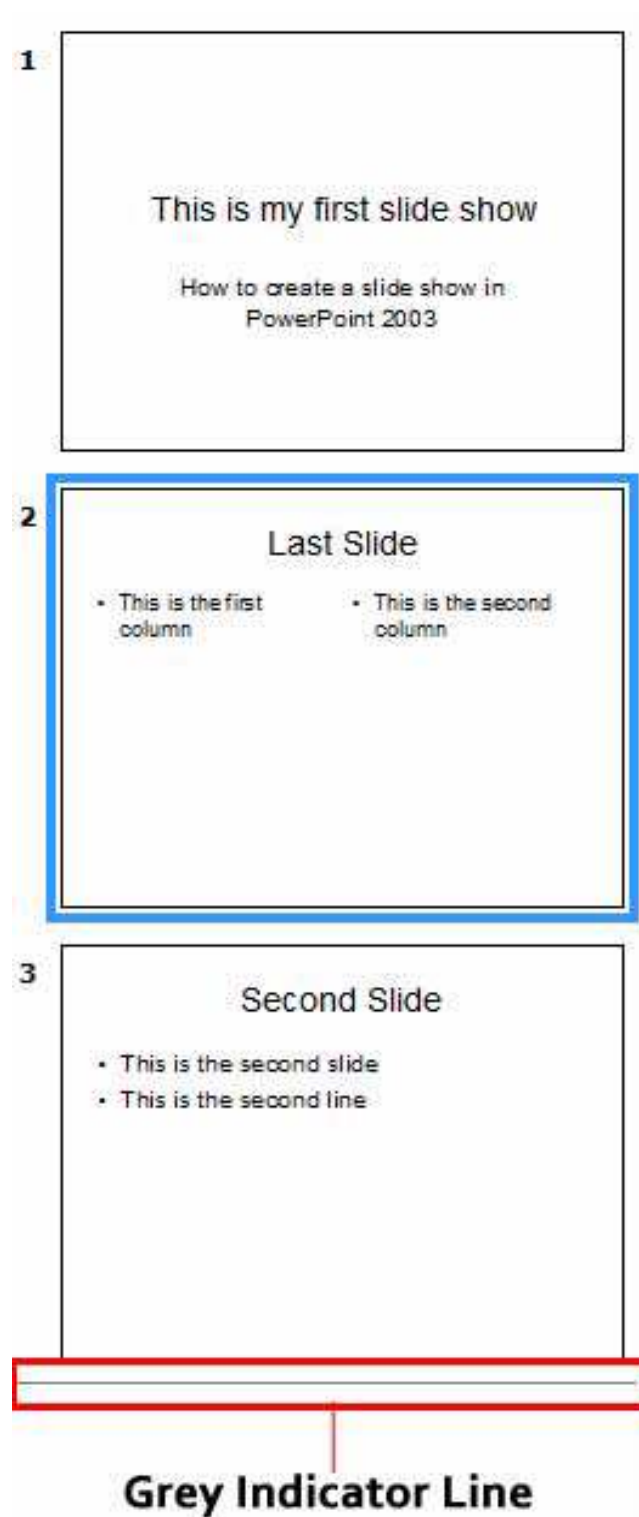 1
This is my first slide show
How to create a slide show in
PowerPoint 2003
2
Last Slide
• This is the first
column
• This is the second
column
3
Second Slide
• This is the second slide
• This is the second line
Grey Indicator Line